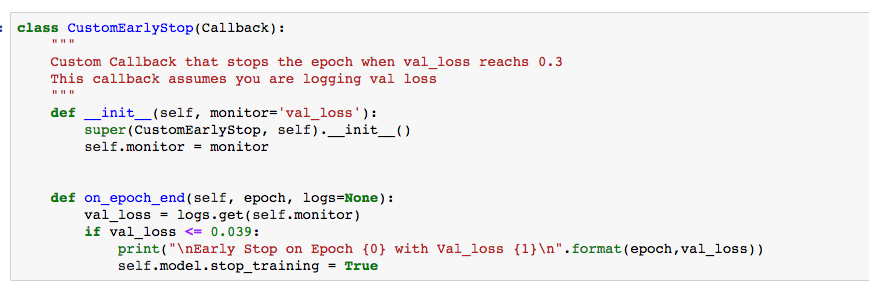 class CustomEarlyStop(Callback):
"""
Custom Callback that stops the epoch when val_loss reachs 0.3
This callback assumes you are logging val loss
"""
def __init__(self, monitor='val_loss'):
super(CustomEarlyStop, self).__init__()
self.monitor = monitor
def on_epoch_end(self, epoch, logs=None):
val_loss = logs.get(self.monitor)
if val_loss <= 0.039:
print("\nEarly Stop on Epoch {0} with Val_loss {1}\n".format(epoch,val_loss))
self.model.stop_training = True